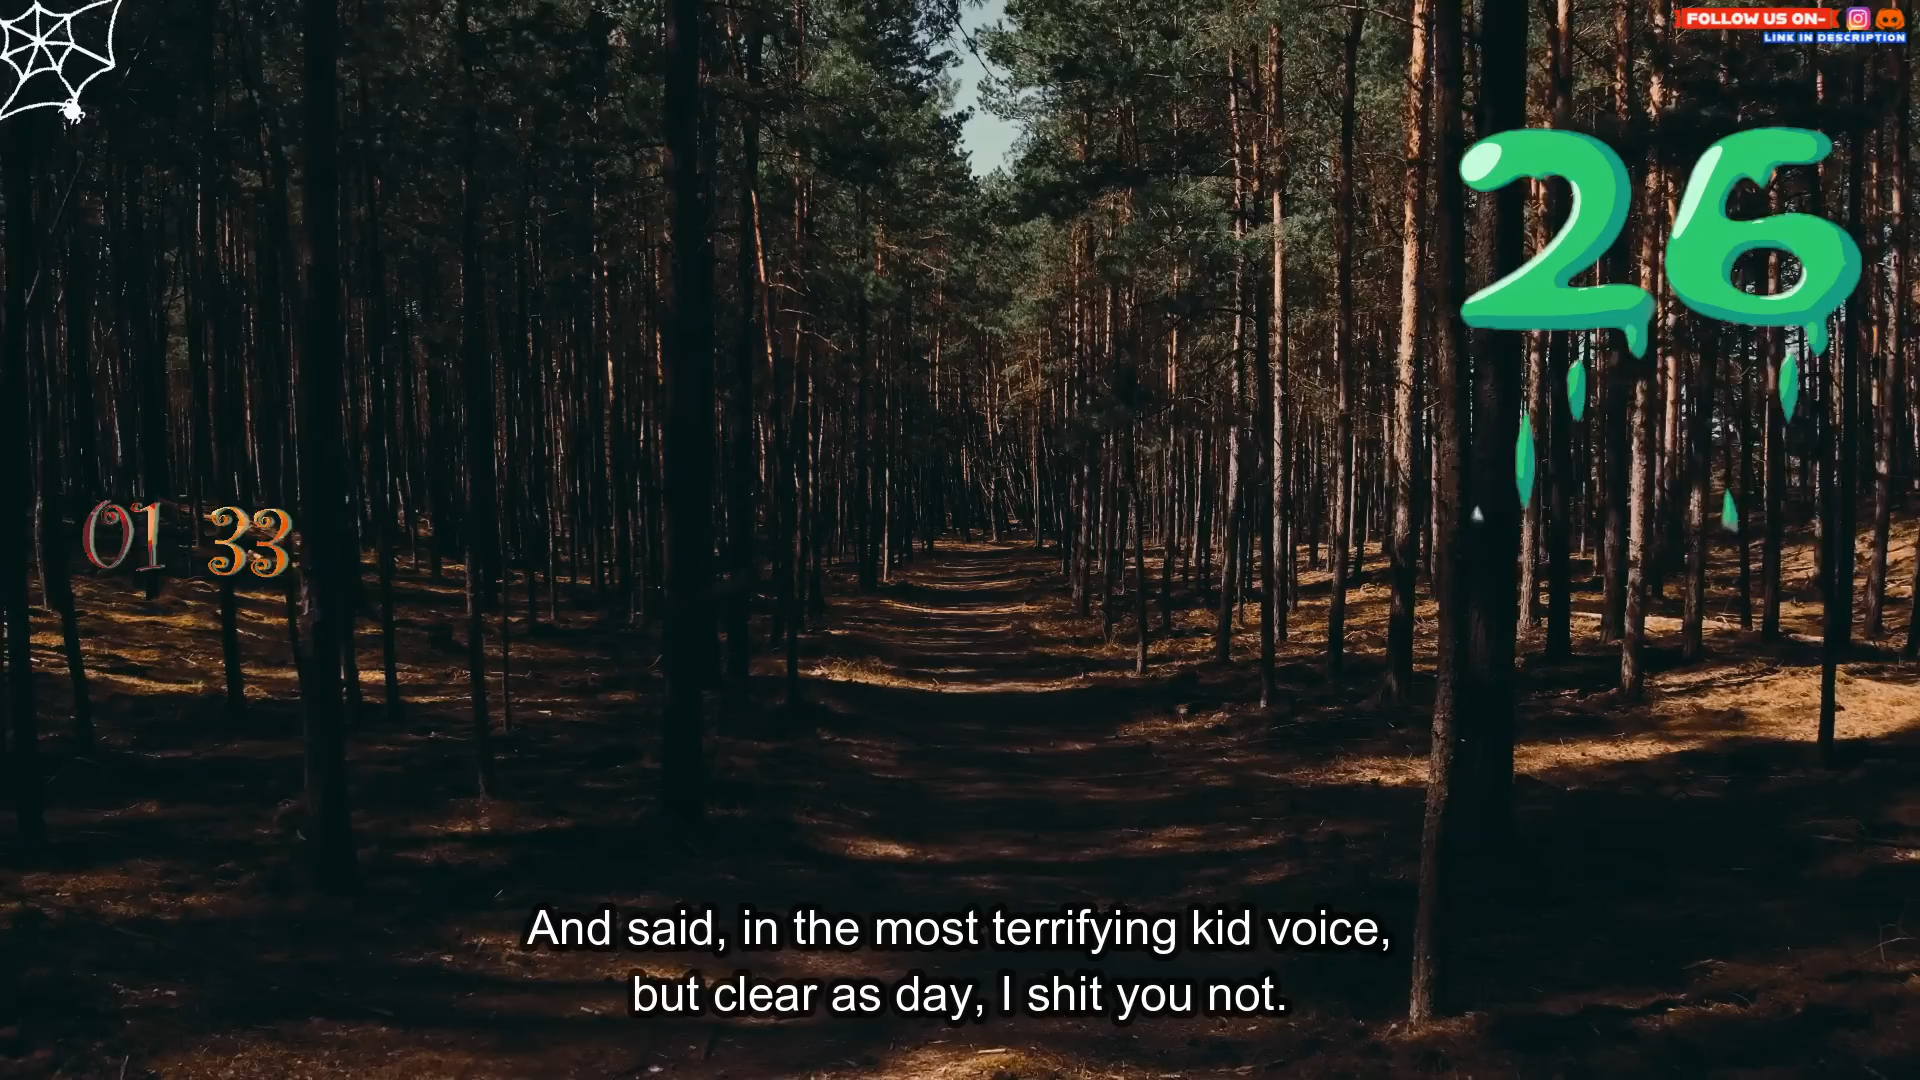 FOLLOW US ON-
LINK IN DESCRIPTION
26
01 33
And said, in the most terrifying kid voice,
but clear as day, I shit you not.